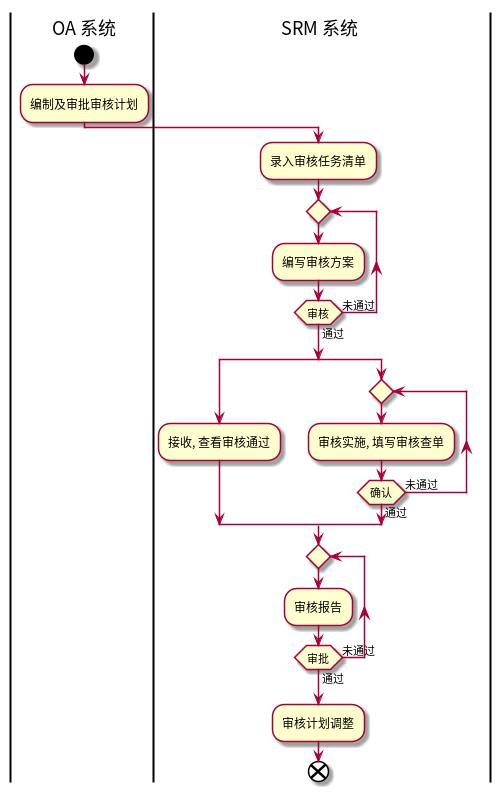 OA 系统
SRM 系统
编制及审批审核计划
录入审核任务清单
编写审核方案
审核
未通过
通过
接收, 查看审核通过
审核实施, 填写审核查单
确认
未通过
通过
审核报告
审批
未通过
通过
审核计划调整